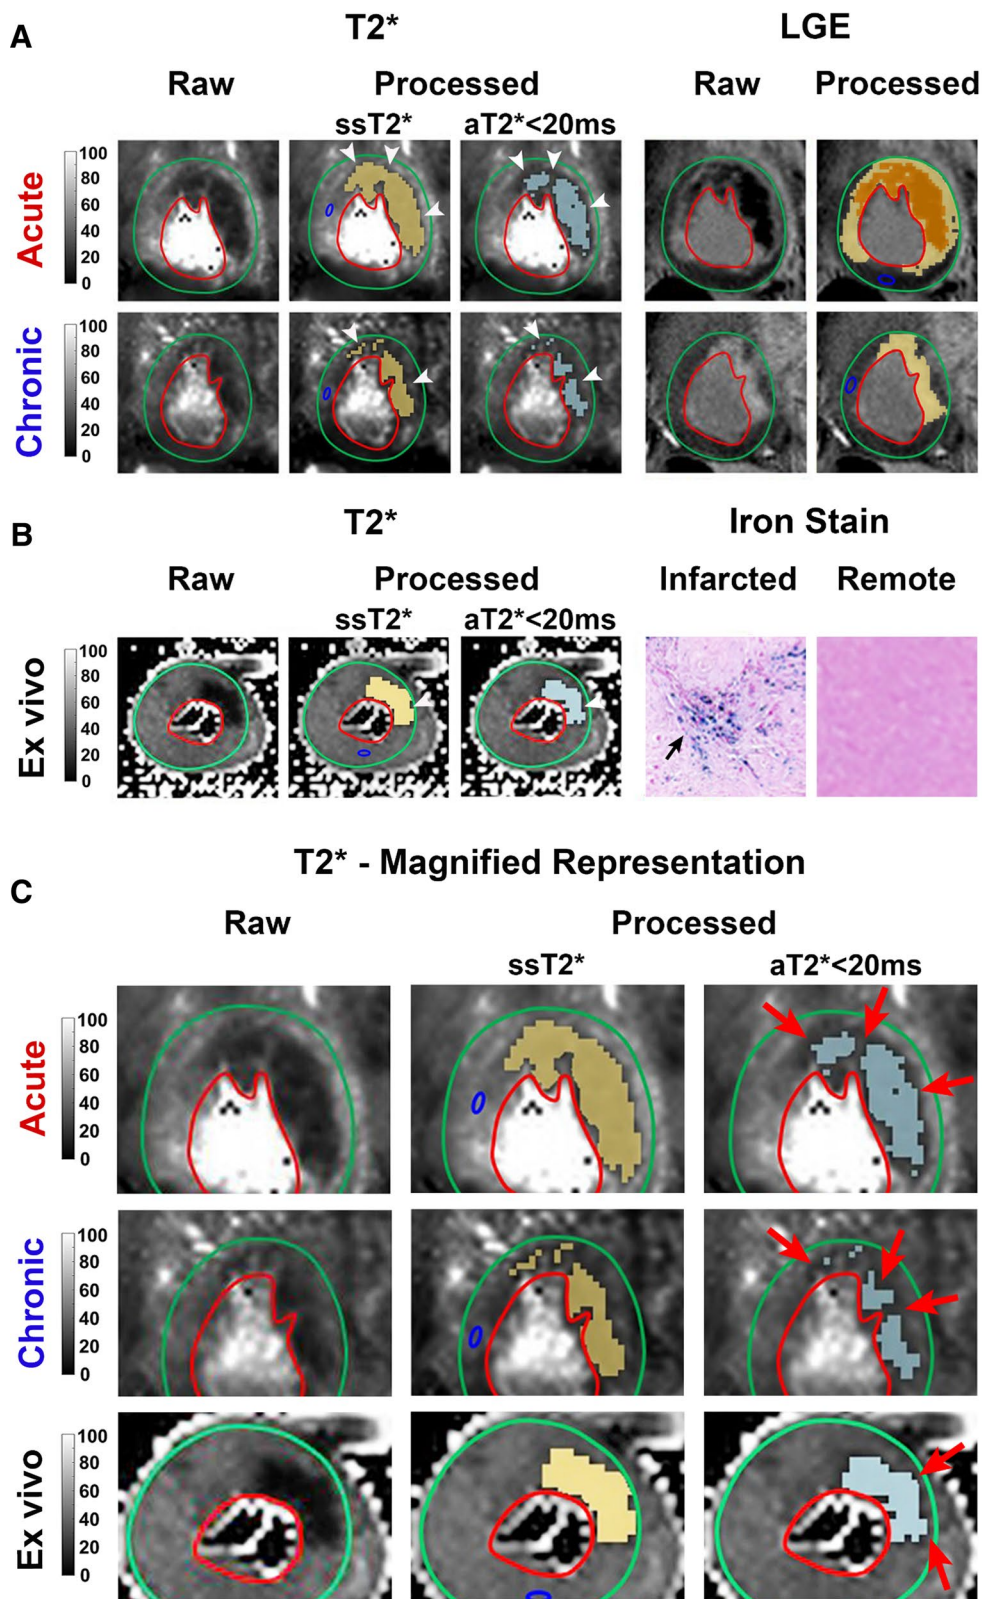 A
T2* LGE
Raw Processed Raw Processed
ssT2* aT2*<20ms
Acute
100
80
60
40
20
0
Chronic
100
80
60
40
20
0
B
T2* Iron Stain
Raw Processed Infarcted Remote
ssT2* aT2*<20ms
Ex vivo
100
80
60
40
20
0
T2* - Magnified Representation
C
Raw Processed
ssT2* aT2*<20ms
Acute
100
80
60
40
20
0
Chronic
100
80
60
40
20
0
Ex vivo
100
80
60
40
20
0